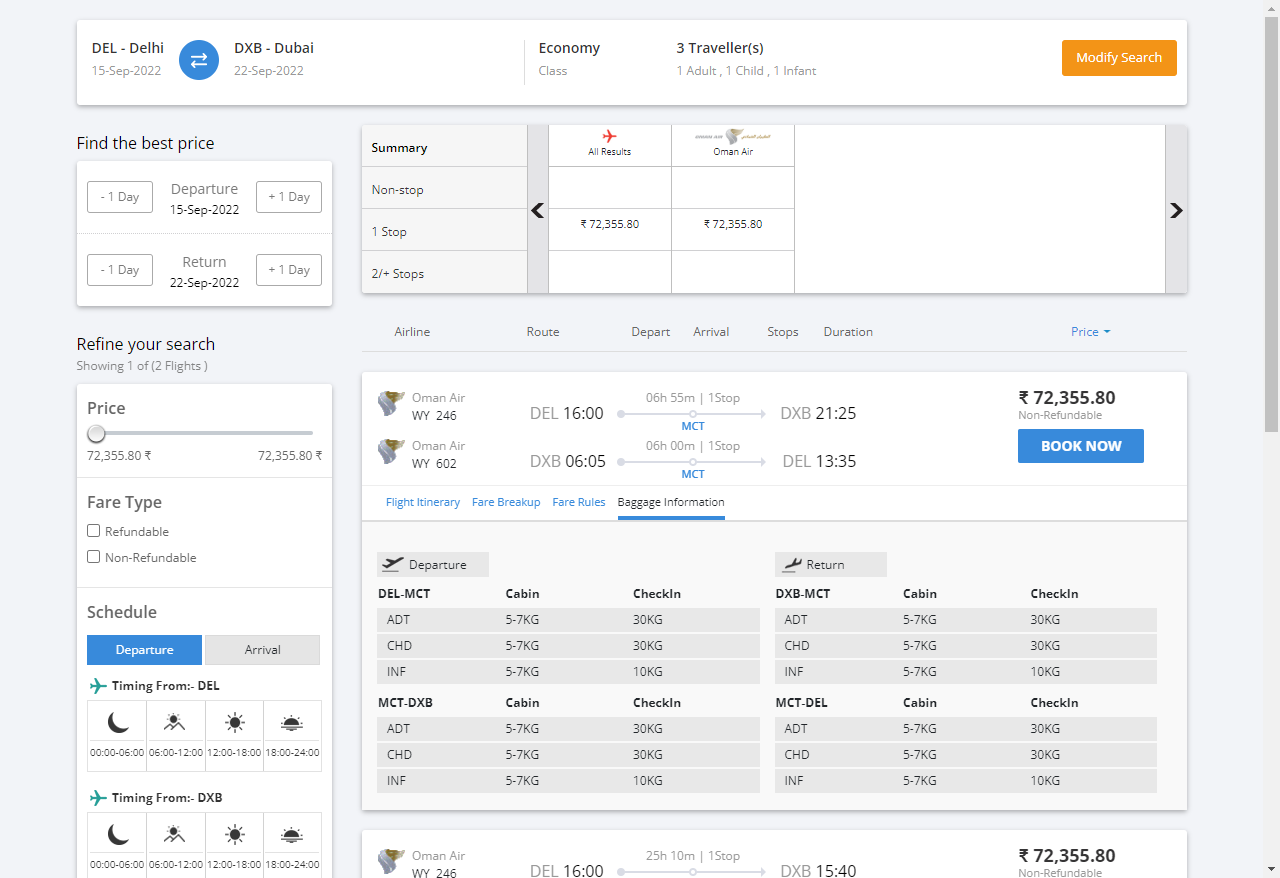 DEL - Delhi
15-Sep-2022
DXB - Dubai
22-Sep-2022
Economy
Class
3 Traveller(s)
1 Adult , 1 Child , 1 Infant
Modify Search
Find the best price
- 1 Day
Departure
15-Sep-2022
+ 1 Day
- 1 Day
Return
22-Sep-2022
+ 1 Day
Refine your search
Showing 1 of (2 Flights )
Price
72,355.80 ₹
72,355.80 ₹
Fare Type
Refundable
Non-Refundable
Schedule
Departure
Arrival
Timing From:- DEL
00:00-06:00 06:00-12:00 12:00-18:00 18:00-24:00
Timing From:- DXB
00:00-06:00 06:00-12:00 12:00-18:00 18:00-24:00
Summary
All Results
Oman Air
Non-stop
1 Stop
₹ 72,355.80
₹ 72,355.80
2/+ Stops
Airline Route Depart Arrival Stops Duration Price
Oman Air
WY 246
DEL 16:00
06h 55m | 1Stop
MCT
DXB 21:25
Oman Air
WY 602
DXB 06:05
06h 00m | 1Stop
MCT
DEL 13:35
₹ 72,355.80
Non-Refundable
BOOK NOW
Flight Itinerary Fare Breakup Fare Rules Baggage Information
Departure
DEL-MCT Cabin CheckIn
ADT 5-7KG 30KG
CHD 5-7KG 30KG
INF 5-7KG 10KG
MCT-DXB Cabin CheckIn
ADT 5-7KG 30KG
CHD 5-7KG 30KG
INF 5-7KG 10KG
Return
DXB-MCT Cabin CheckIn
ADT 5-7KG 30KG
CHD 5-7KG 30KG
INF 5-7KG 10KG
MCT-DEL Cabin CheckIn
ADT 5-7KG 30KG
CHD 5-7KG 30KG
INF 5-7KG 10KG
Oman Air
WY 246
DEL 16:00
25h 10m | 1Stop
DXB 15:40
₹ 72,355.80
Non-Refundable